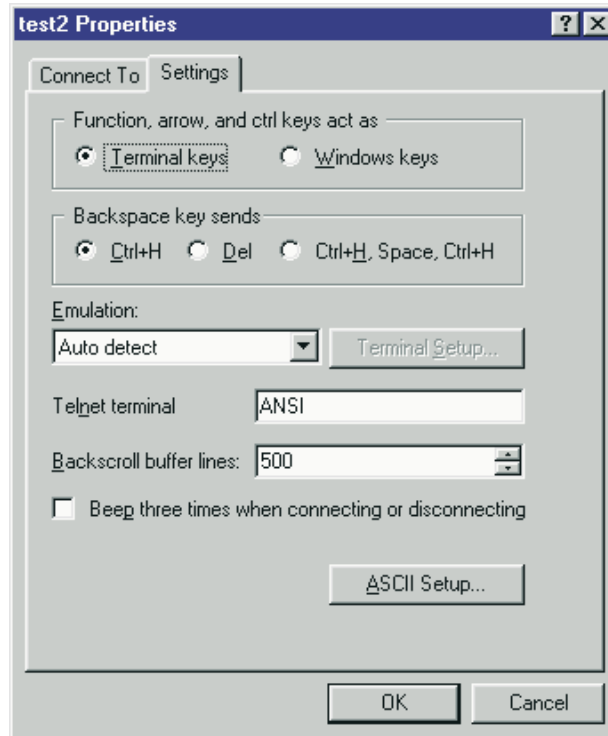 test2 Properties
Connect To Settings
Function, arrow, and ctrl keys act as
Terminal keys Windows keys
Backspace key sends
Ctrl+H Del Ctrl+H, Space, Ctrl+H
Emulation:
Auto detect Terminal Setup...
Telnet terminal ANSI
Backscroll buffer lines: 500
Beep three times when connecting or disconnecting
ASCII Setup...
OK Cancel